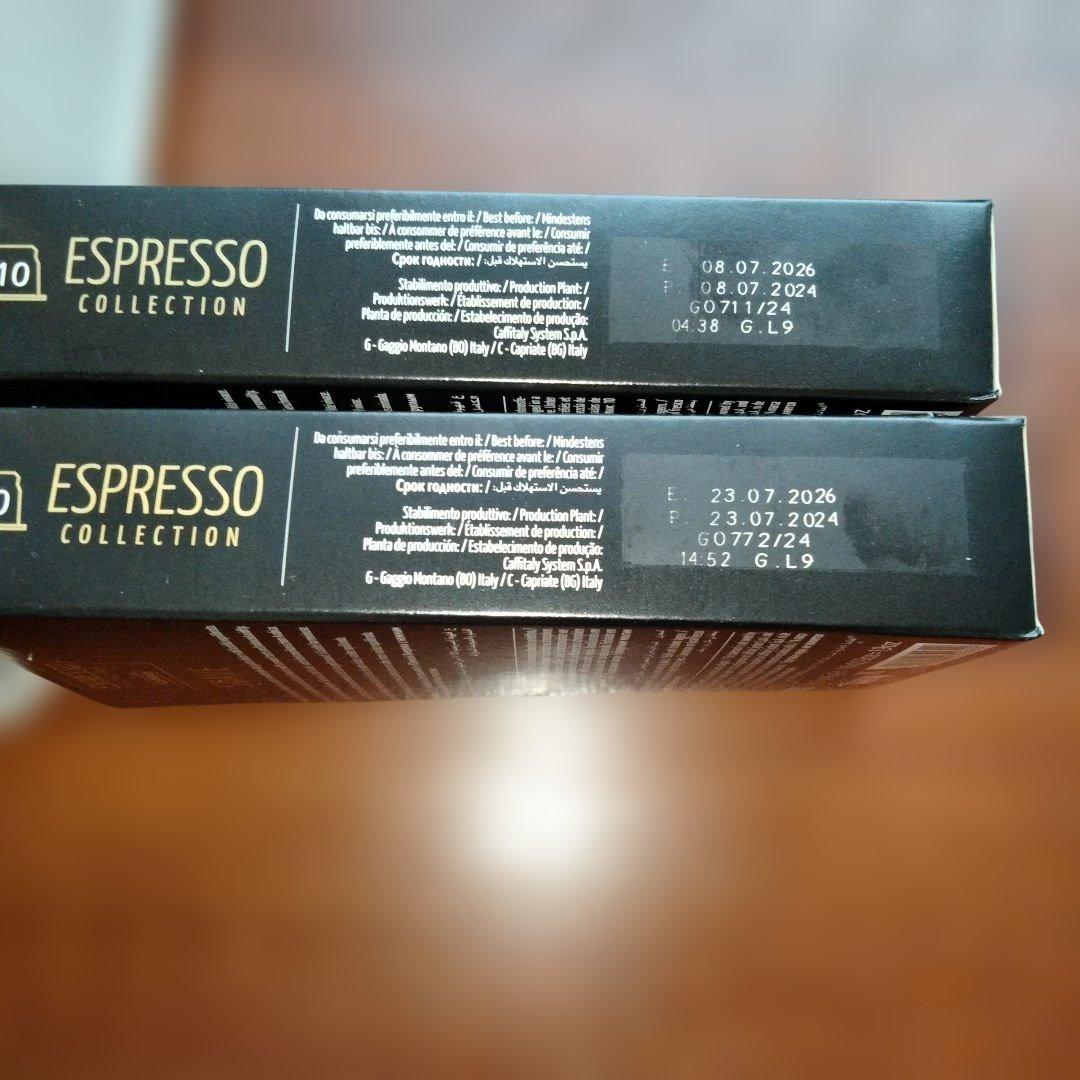 10
ESPRESSO
COLLECTION
Da consumarsi preferibilmente entro il: / Best before: / Mindestens
haltbar bis: / À consommer de préférence avant le: / Consumir
preferiblemente antes del: / Consumir de preferência até: /
Срок годности: / يستحسن الاستهلاك قبل:
Stabilimento produttivo: / Production Plant: /
Produktionswerk: / Établissement de production: /
Planta de producción: / Estabelecimento de produção:
Caffitaly System S.p.A.
G - Gaggio Montano (BO) Italy / C - Capriate (BG) Italy
E 08.07.2026
P 08.07.2024
G0711/24
04:38 G.L9
0
ESPRESSO
COLLECTION
Da consumarsi preferibilmente entro il: / Best before: / Mindestens
haltbar bis: / À consommer de préférence avant le: / Consumir
preferiblemente antes del: / Consumir de preferência até: /
Срок годности: / يستحسن الاستهلاك قبل:
Stabilimento produttivo: / Production Plant: /
Produktionswerk: / Établissement de production: /
Planta de producción: / Estabelecimento de produção:
Caffitaly System S.p.A.
G - Gaggio Montano (BO) Italy / C - Capriate (BG) Italy
E. 23.07.2026
P. 23.07.2024
G0772/24
14:52 G.L9